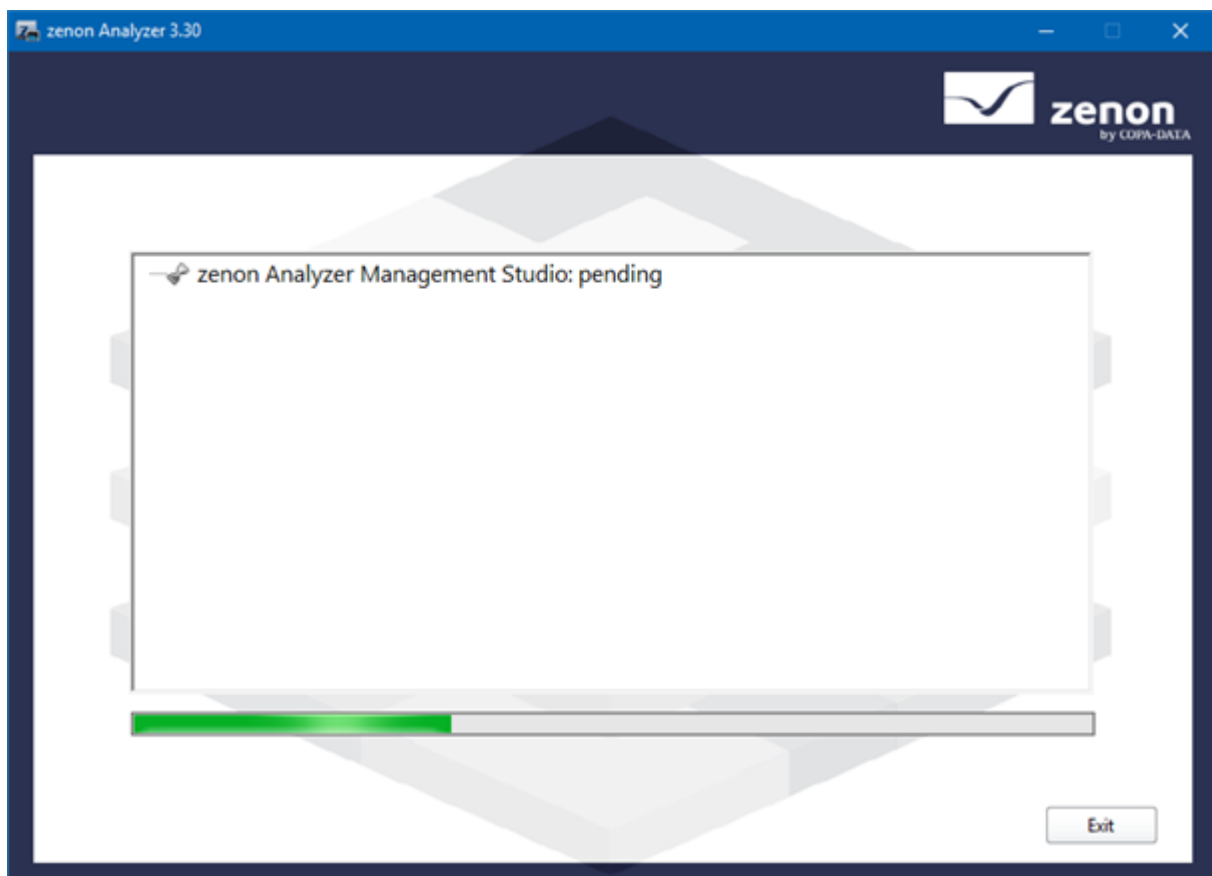 zenon Analyzer 3.30
zenon
by COPA-DATA
zenon Analyzer Management Studio: pending
Exit